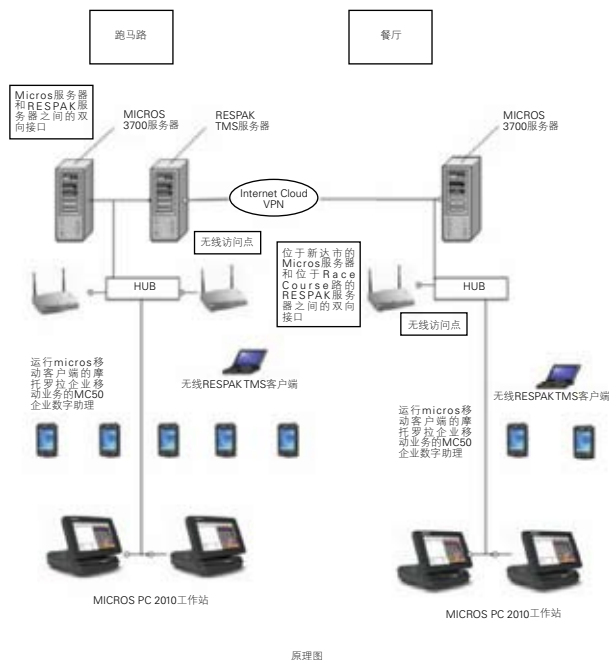 跑马路
餐厅
Micros服务器
和RESPAK服
务器之间的双
向接口
MICROS
3700服务器
RESPAK
TMS服务器
MICROS
3700服务器
Internet Cloud
VPN
无线访问点
位于新达市的
Micros服务器
和位于Race
Course路的
RESPAK服务
器之间的双向
接口
HUB
HUB
无线访问点
运行micros移
动客户端的摩
托罗拉企业移
动业务的MC50
企业数字助理
无线RESPAK TMS客户端
无线RESPAK TMS客户端
运行micros移
动客户端的摩
托罗拉企业移
动业务的MC50
企业数字助理
MICROS PC 2010工作站
MICROS PC 2010工作站
原理图